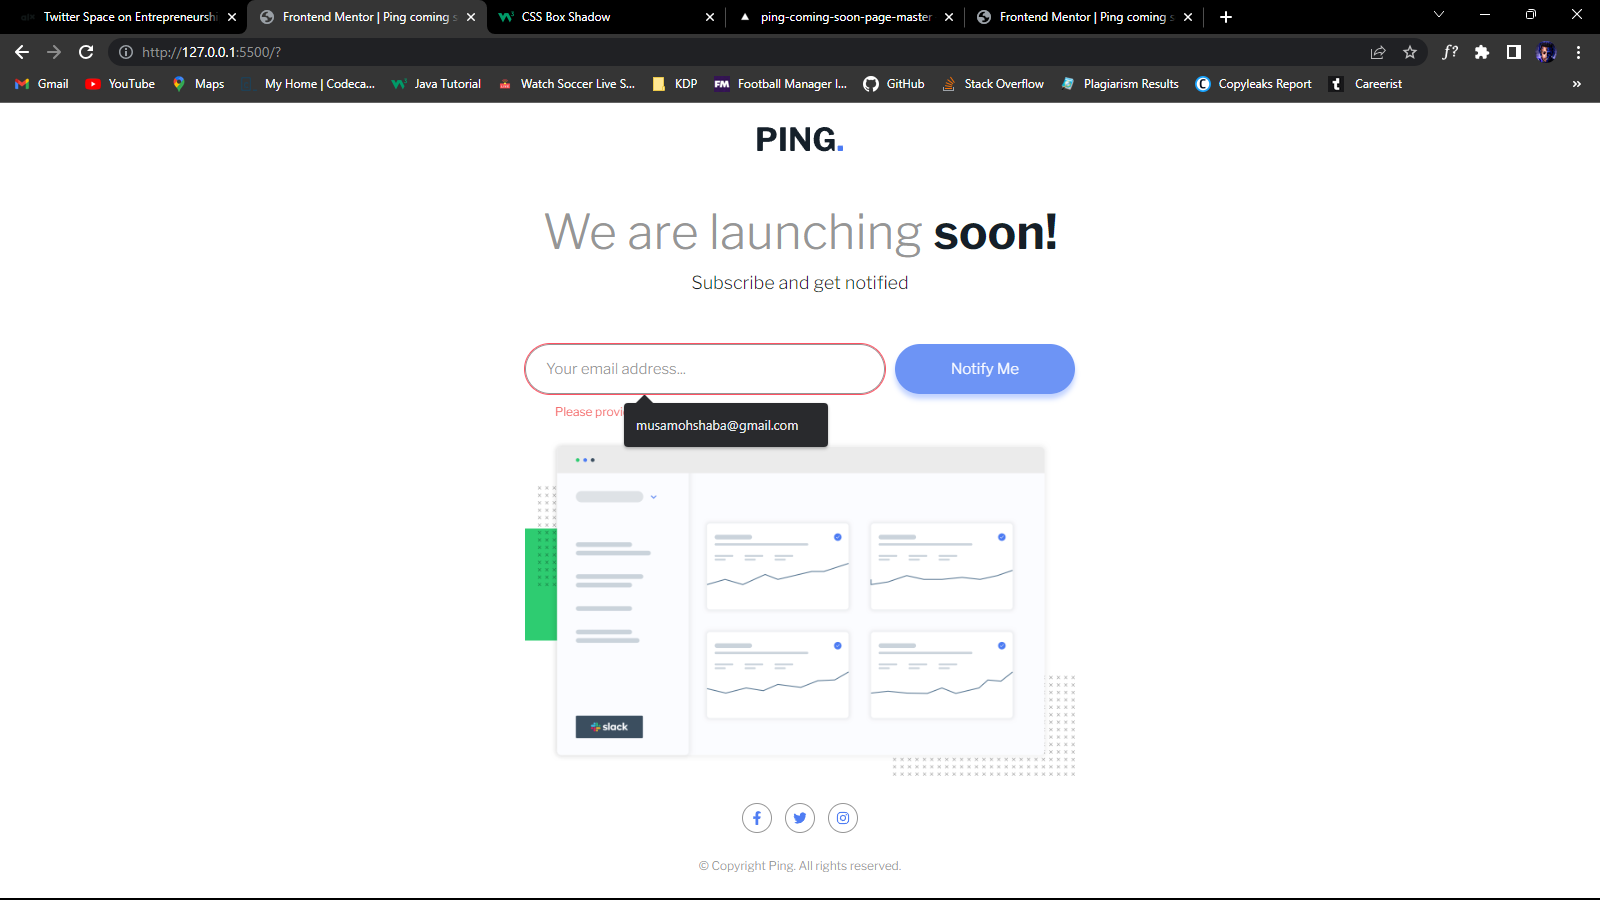 Twitter Space on Entrepreneurshi
Frontend Mentor | Ping coming s
CSS Box Shadow
ping-coming-soon-page-master
Frontend Mentor | Ping coming s
http://127.0.0.1:5500/?
f?
Gmail
YouTube
Maps
My Home | Codeca...
Java Tutorial
Watch Soccer Live S...
KDP
FM
Football Manager I...
GitHub
Stack Overflow
Plagiarism Results
Copyleaks Report
Careerist
»
PING.
We are launching soon!
Subscribe and get notified
Your email address...
Notify Me
Please provi
musamohshaba@gmail.com
slack
© Copyright Ping. All rights reserved.